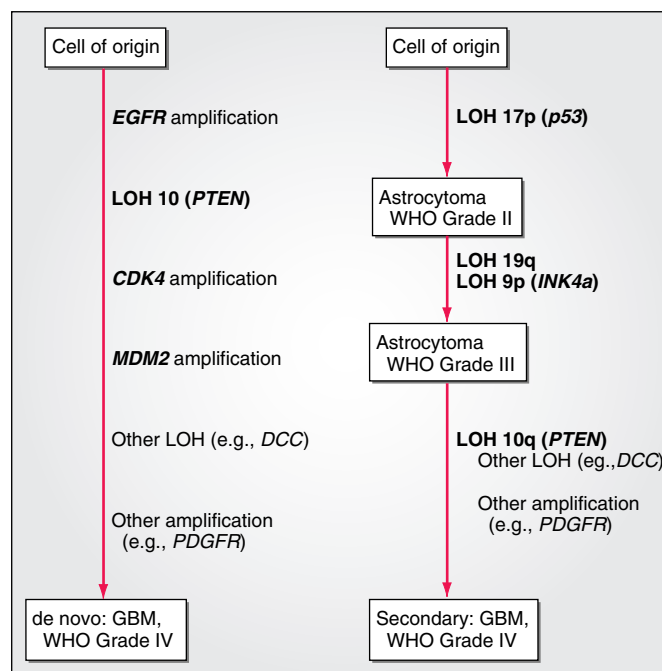 Cell of origin
EGFR amplification
LOH 10 (PTEN)
CDK4 amplification
MDM2 amplification
Other LOH (e.g., DCC)
Other amplification
(e.g., PDGFR)
de novo: GBM,
WHO Grade IV
Cell of origin
LOH 17p (p53)
Astrocytoma
WHO Grade II
LOH 19q
LOH 9p (INK4a)
Astrocytoma
WHO Grade III
LOH 10q (PTEN)
Other LOH (eg.,DCC)
Other amplification
(e.g., PDGFR)
Secondary: GBM,
WHO Grade IV